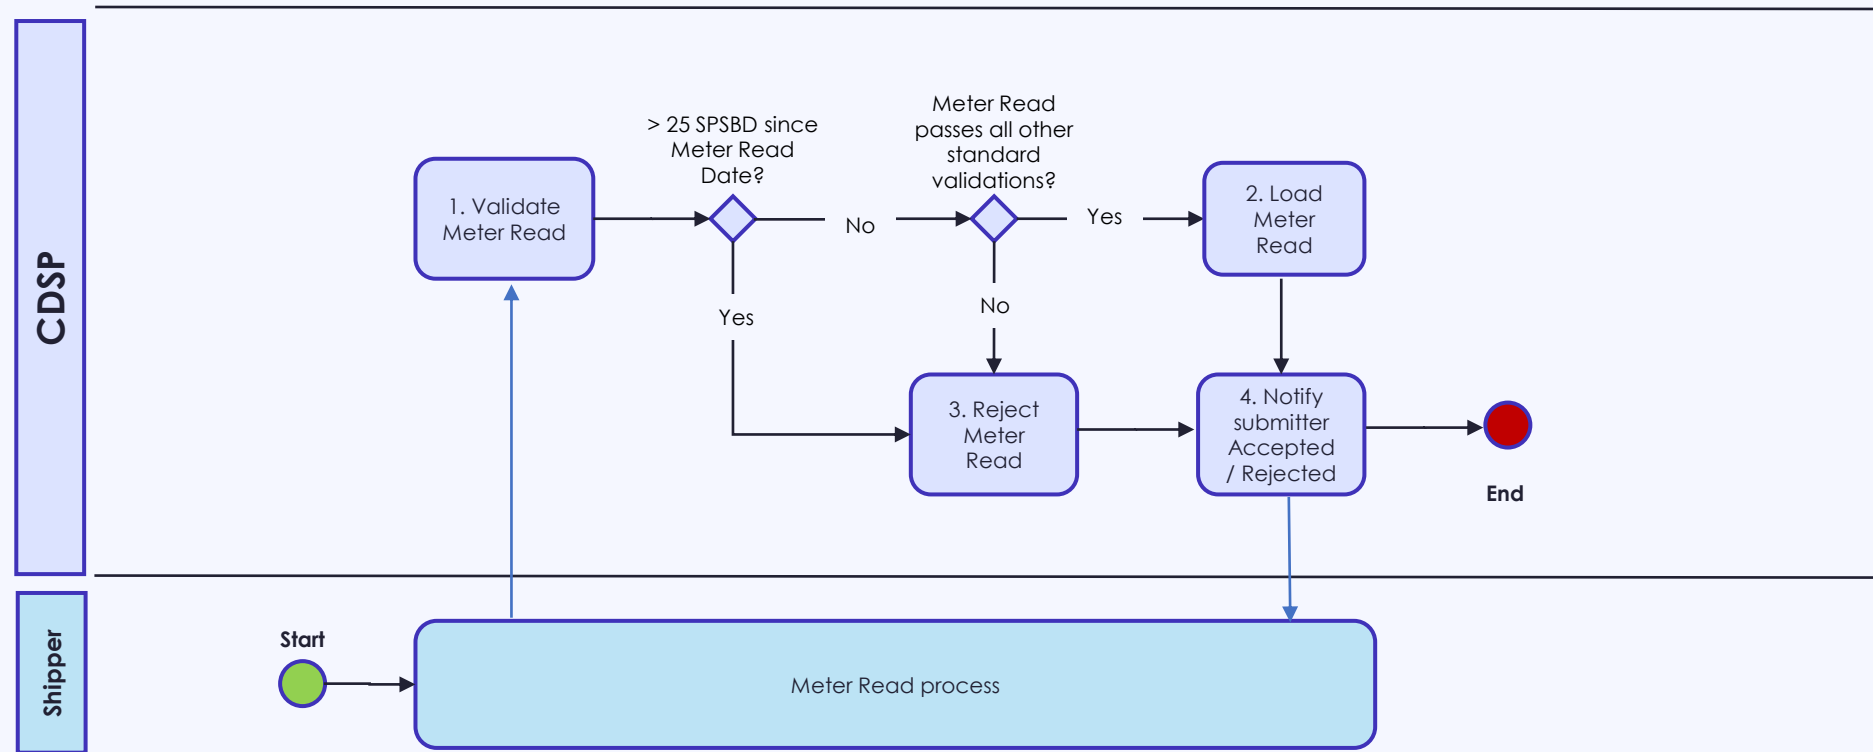 CDSP
> 25 SPSBD since
Meter Read
Date?
Meter Read
passes all other
standard
validations?
1. Validate
Meter Read
No
Yes
2. Load
Meter
Read
Yes
No
3. Reject
Meter
Read
4. Notify
submitter
Accepted
/ Rejected
End
Shipper
Start
Meter Read process